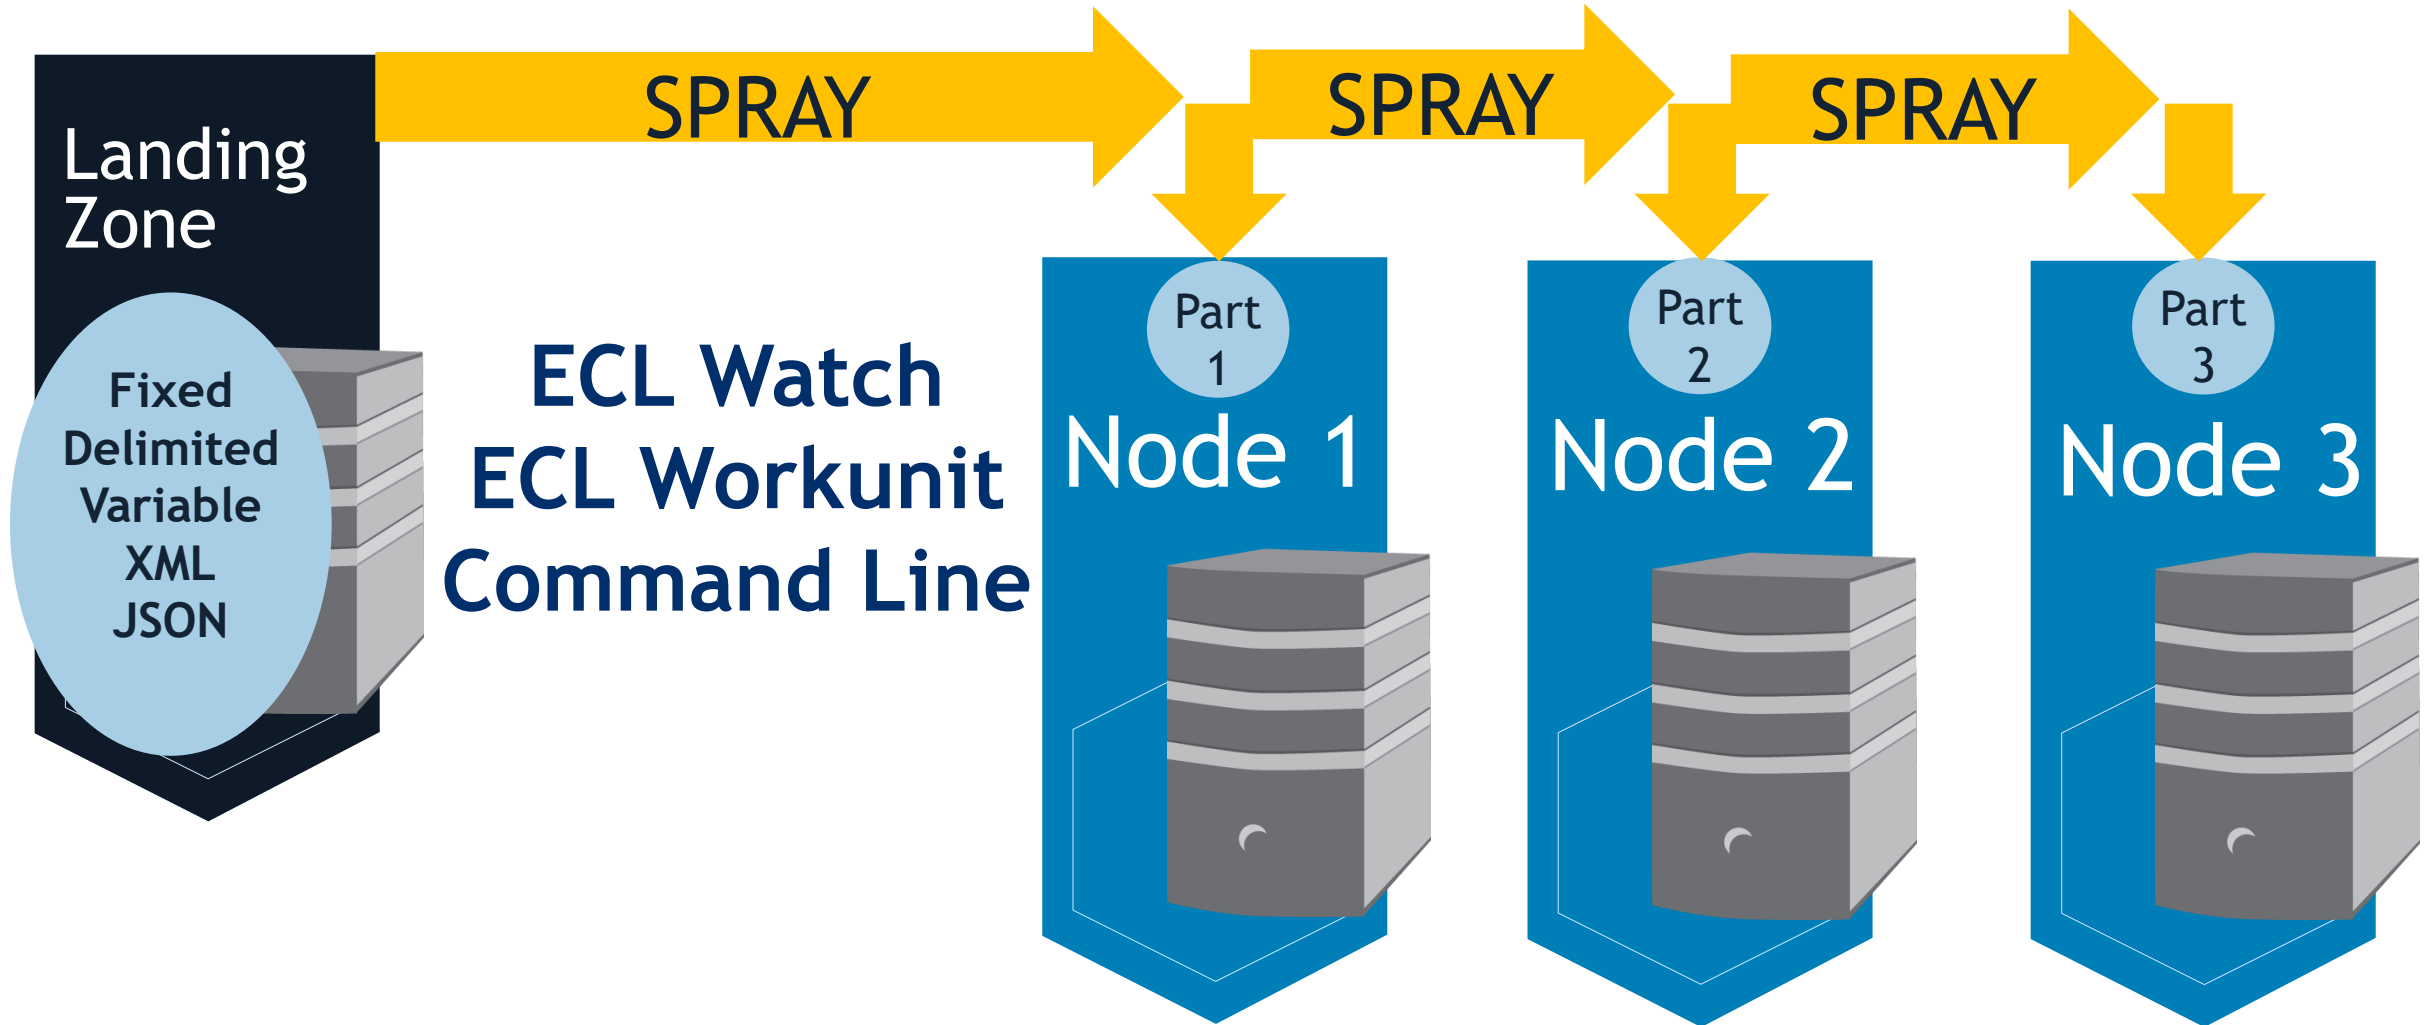 SPRAY
SPRAY
SPRAY
Landing
Zone
Fixed
Delimited
Variable
XML
JSON
ECL Watch
ECL Workunit
Command Line
Part
1
Node 1
Part
2
Node 2
Part
3
Node 3